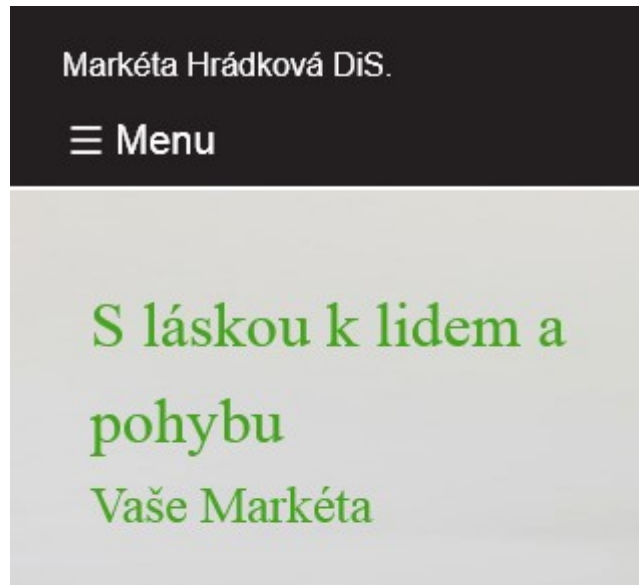 Markéta Hrádková DiS.
☰ Menu
S láskou k lidem a
pohybu
Vaše Markéta